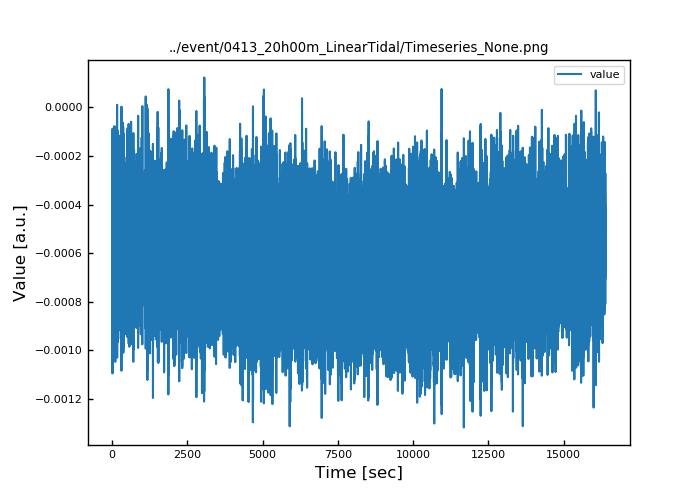 ../event/0413_20h00m_LinearTidal/Timeseries_None.png
value
0.0000
−0.0002
−0.0004
−0.0006
−0.0008
−0.0010
−0.0012
Value [a.u.]
0 2500 5000 7500 10000 12500 15000
Time [sec]